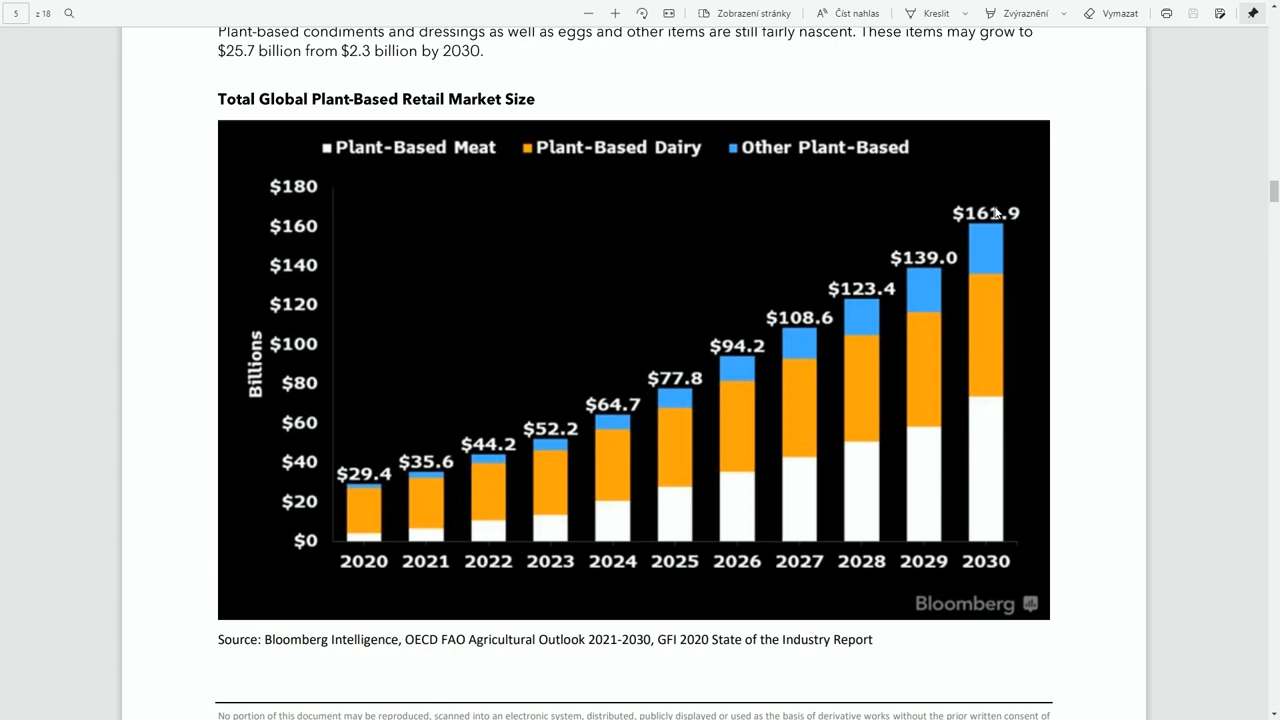 5 z 18 Zobrazení stránky Číst nahlas Kreslit Zvýraznění Vymazat
Plant-based condiments and dressings as well as eggs and other items are still fairly nascent. These items may grow to
$25.7 billion from $2.3 billion by 2030.
Total Global Plant-Based Retail Market Size
Plant-Based Meat Plant-Based Dairy Other Plant-Based
Billions
$180
$160
$140
$120
$100
$80
$60
$40
$20
$0
$29.4
$35.6
$44.2
$52.2
$64.7
$77.8
$94.2
$108.6
$123.4
$139.0
$161.9
2020 2021 2022 2023 2024 2025 2026 2027 2028 2029 2030
Bloomberg
Source: Bloomberg Intelligence, OECD FAO Agricultural Outlook 2021-2030, GFI 2020 State of the Industry Report
No portion of this document may be reproduced, scanned into an electronic system, distributed, publicly displayed or used as the basis of derivative works without the prior written consent of